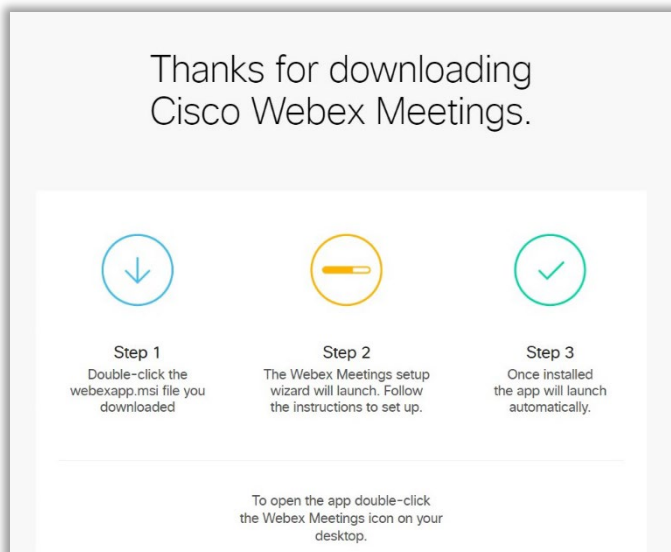 Thanks for downloading
Cisco Webex Meetings.
Step 1
Double-click the
webexapp.msi file you
downloaded
Step 2
The Webex Meetings setup
wizard will launch. Follow
the instructions to set up.
Step 3
Once installed
the app will launch
automatically.
To open the app double-click
the Webex Meetings icon on your
desktop.